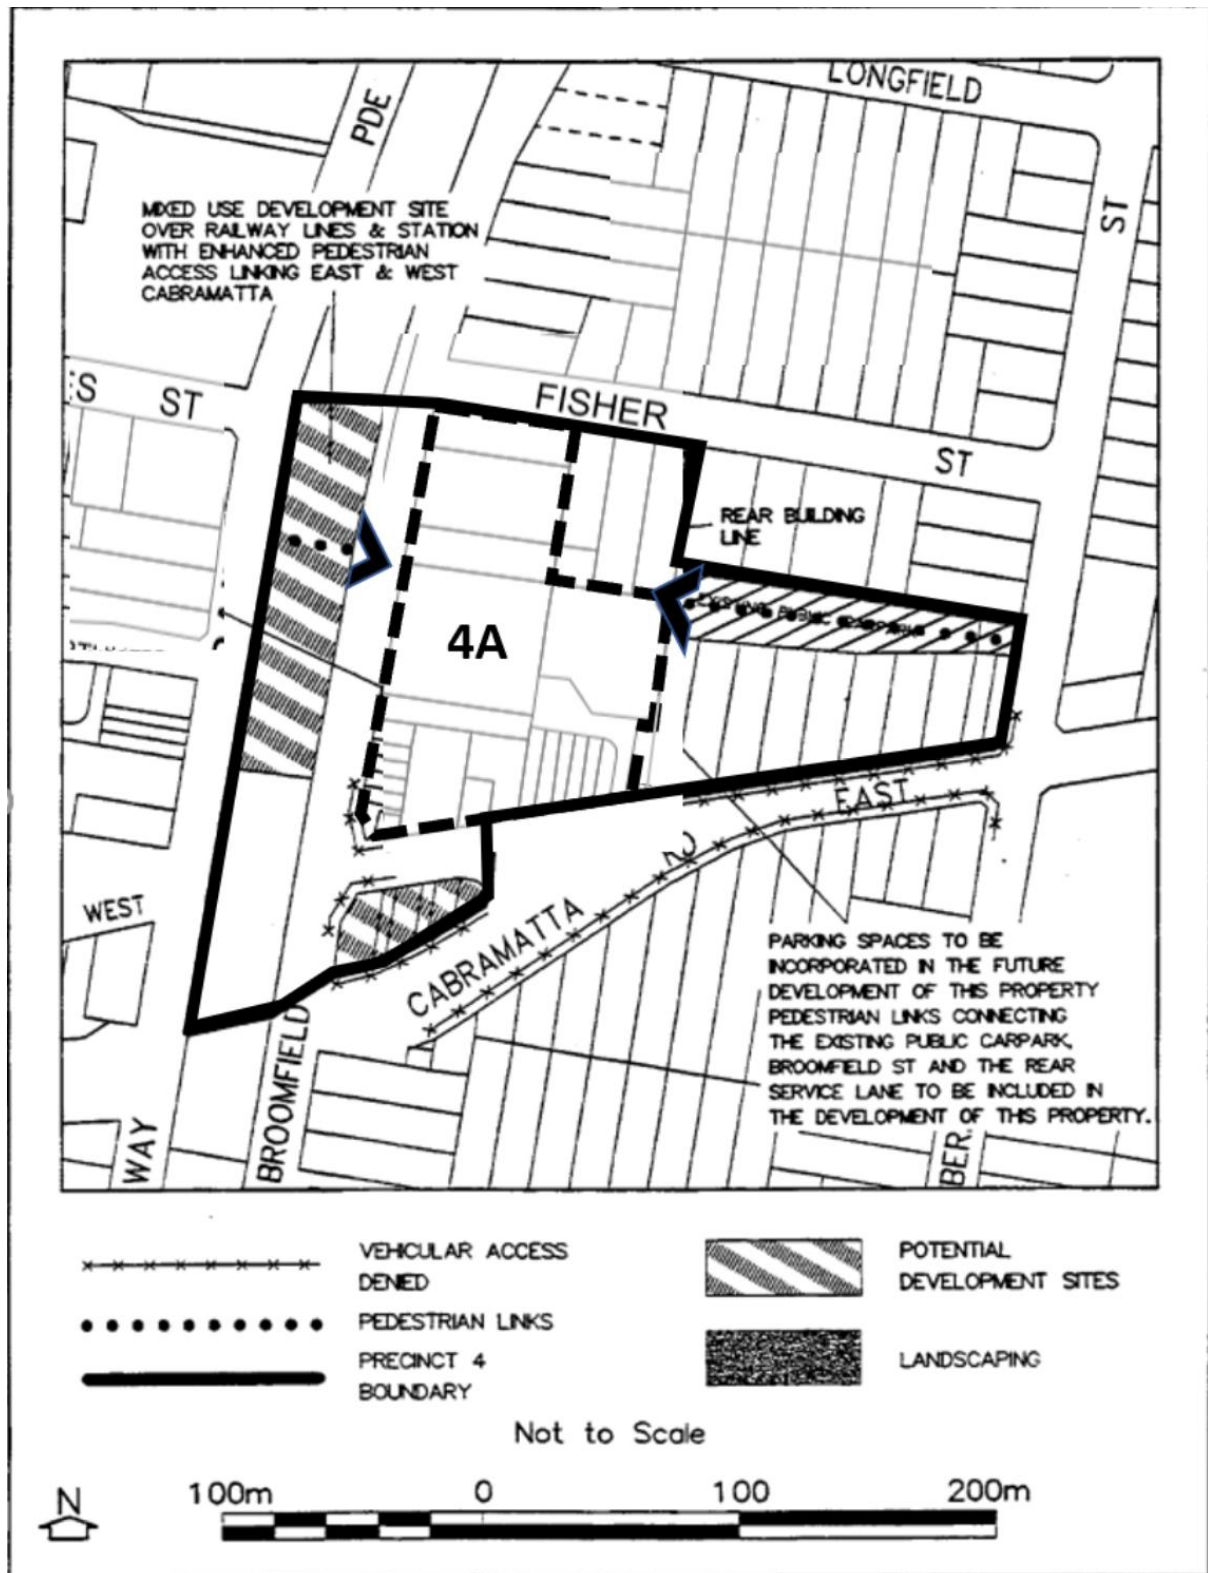 LONGFIELD
PDE
ST
MIXED USE DEVELOPMENT SITE
OVER RAILWAY LINES & STATION
WITH ENHANCED PEDESTRIAN
ACCESS LINKING EAST & WEST
CABRAMATTA
ES ST
FISHER
ST
REAR BUILDING
LINE
EXISTING PUBLIC CARPARK
4A
EAST
RD
WEST
CABRAMATTA
PARKING SPACES TO BE
INCORPORATED IN THE FUTURE
DEVELOPMENT OF THIS PROPERTY
PEDESTRIAN LINKS CONNECTING
THE EXISTING PUBLIC CARPARK,
BROOMFIELD ST AND THE REAR
SERVICE LANE TO BE INCLUDED IN
THE DEVELOPMENT OF THIS PROPERTY.
BROOMFIELD
WAY
BER
VEHICULAR ACCESS
DENIED
PEDESTRIAN LINKS
PRECINCT 4
BOUNDARY
POTENTIAL
DEVELOPMENT SITES
LANDSCAPING
Not to Scale
N
100m 0 100 200m